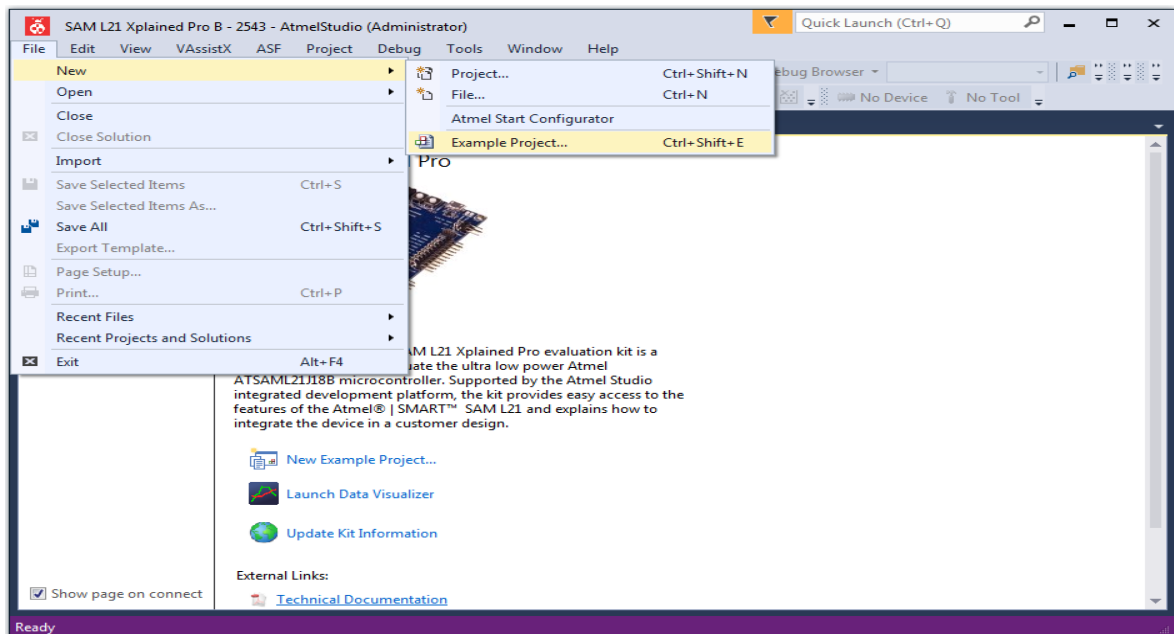 SAM L21 Xplained Pro B - 2543 - AtmelStudio (Administrator)
Quick Launch (Ctrl+Q)
File Edit View VAssistX ASF Project Debug Tools Window Help
New
Open
Close
Close Solution
Import
Save Selected Items Ctrl+S
Save Selected Items As...
Save All Ctrl+Shift+S
Export Template...
Page Setup...
Print... Ctrl+P
Recent Files
Recent Projects and Solutions
Exit Alt+F4
Project... Ctrl+Shift+N
File... Ctrl+N
Atmel Start Configurator
Example Project... Ctrl+Shift+E
Browser
No Device No Tool
Pro
L21 Xplained Pro evaluation kit is a
the ultra low power Atmel
ATSAML21J18B microcontroller. Supported by the Atmel Studio
integrated development platform, the kit provides easy access to the
features of the Atmel® | SMART™ SAM L21 and explains how to
integrate the device in a custom design.
New Example Project...
Launch Data Visualizer
Update Kit Information
External Links:
Technical Documentation
Show page on connect
Ready